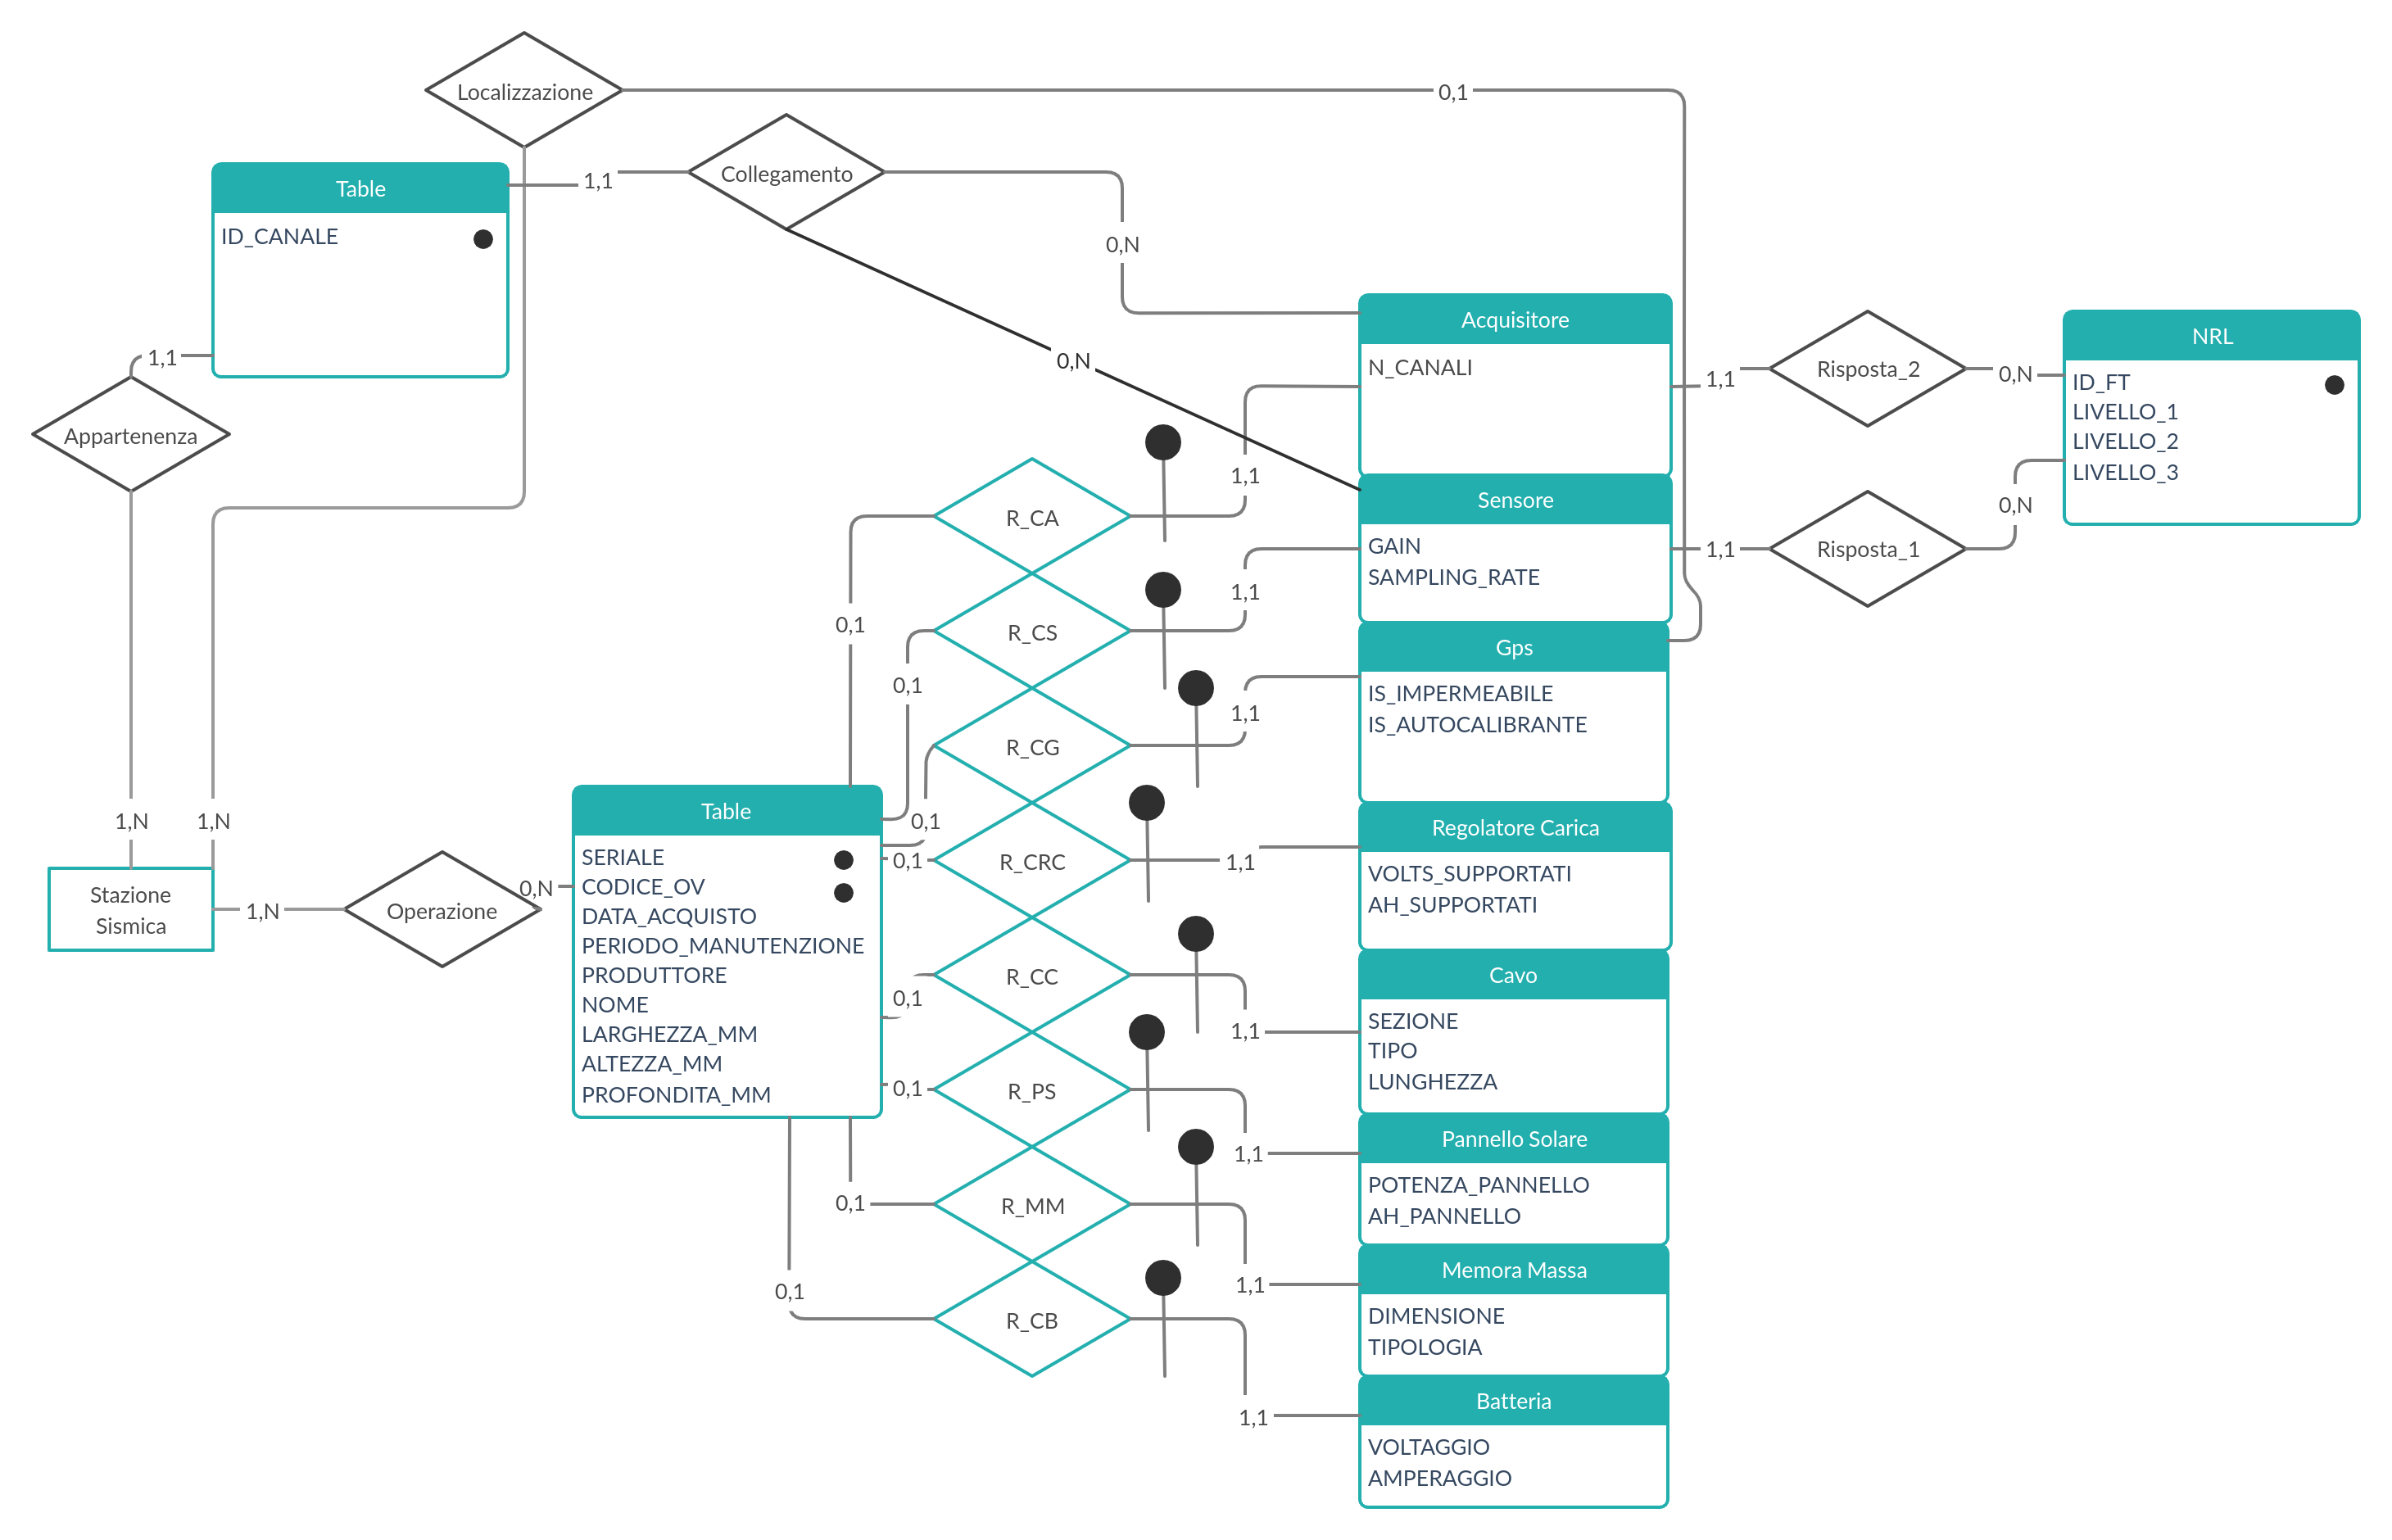 Localizzazione
0,1
Collegamento
Table
1,1
ID_CANALE
0,N
Acquisitore
N_CANALI
NRL
Risposta_2
1,1
0,N
ID_FT
LIVELLO_1
LIVELLO_2
LIVELLO_3
1,1
0,N
Appartenenza
1,1
R_CA
Sensore
GAIN
SAMPLING_RATE
0,N
1,1
Risposta_1
1,1
0,1
R_CS
Gps
IS_IMPERMEABILE
IS_AUTOCALIBRANTE
0,1
1,1
R_CG
1,N
1,N
Table
0,1
Regolatore Carica
VOLTS_SUPPORTATI
AH_SUPPORTATI
0,1
R_CRC
1,1
Stazione
Sismica
1,N
Operazione
0,N
SERIALE
CODICE_OV
DATA_ACQUISTO
PERIODO_MANUTENZIONE
PRODUTTORE
NOME
LARGHEZZA_MM
ALTEZZA_MM
PROFONDITA_MM
0,1
R_CC
1,1
Cavo
SEZIONE
TIPO
LUNGHEZZA
0,1
R_PS
1,1
Pannello Solare
POTENZA_PANNELLO
AH_PANNELLO
0,1
R_MM
1,1
Memora Massa
DIMENSIONE
TIPOLOGIA
0,1
R_CB
1,1
Batteria
VOLTAGGIO
AMPERAGGIO